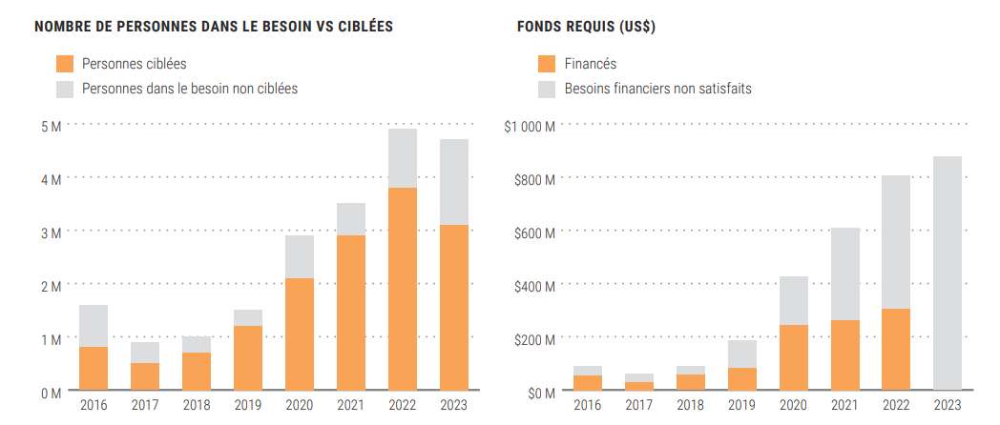 NOMBRE DE PERSONNES DANS LE BESOIN VS CIBLÉES
Personnes ciblées
Personnes dans le besoin non ciblées
5 M
4 M
3 M
2 M
1 M
0 M
2016 2017 2018 2019 2020 2021 2022 2023
FONDS REQUIS (US$)
Financés
Besoins financiers non satisfaits
$1 000 M
$800 M
$600 M
$400 M
$200 M
$0 M
2016 2017 2018 2019 2020 2021 2022 2023